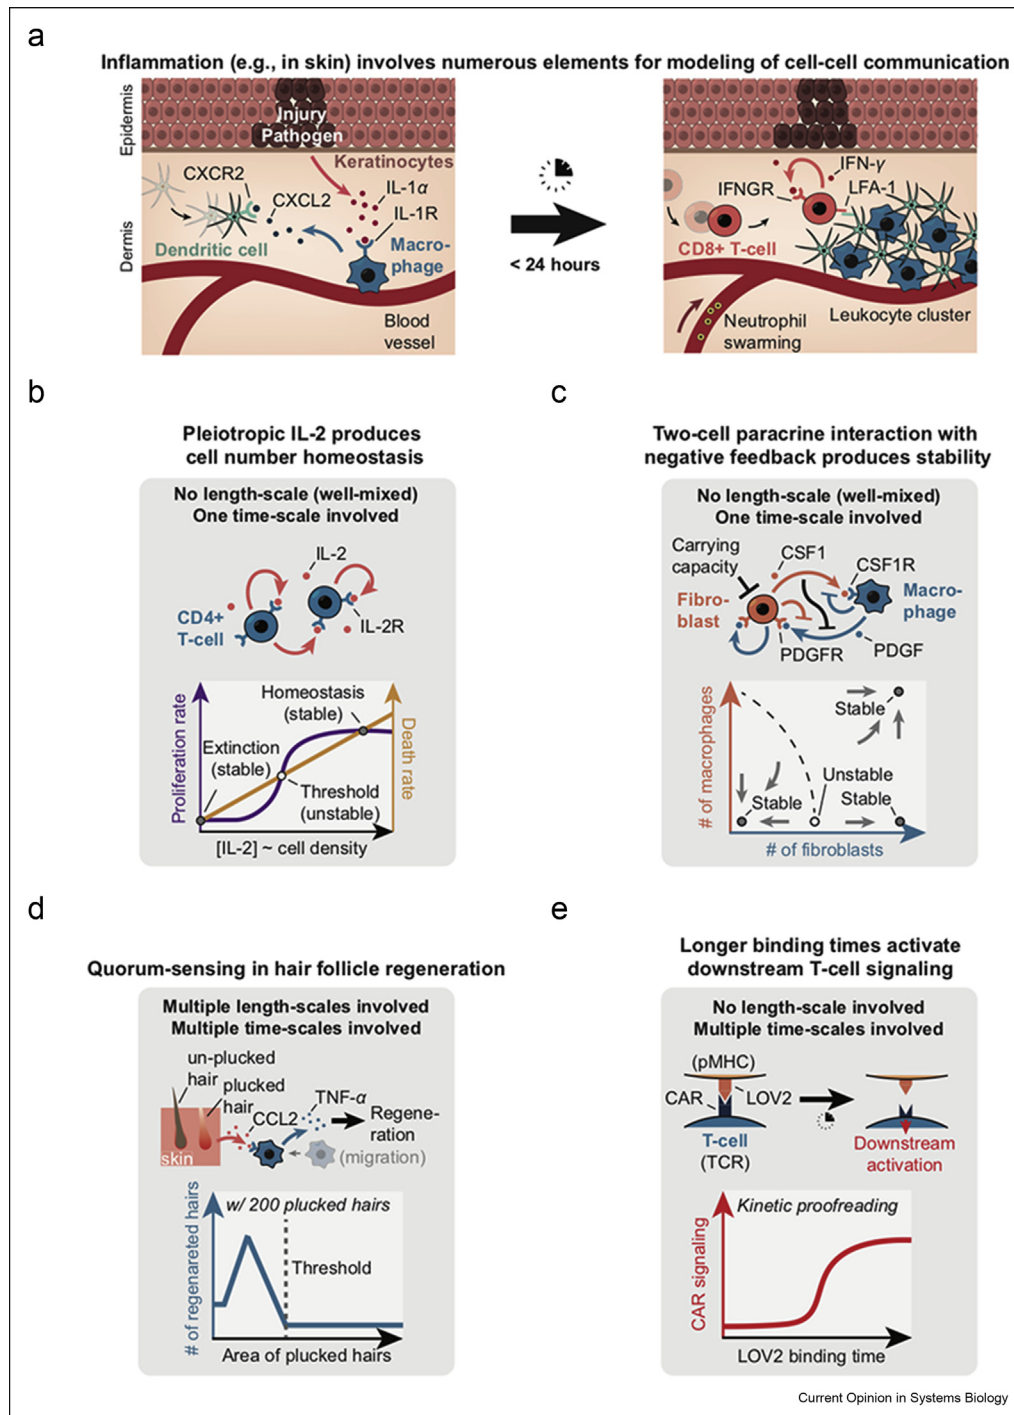 a
Inflammation (e.g., in skin) involves numerous elements for modeling of cell-cell communication
Epidermis
Dermis
Injury
Pathogen
Keratinocytes
CXCR2
CXCL2
IL-1α
IL-1R
Dendritic cell
Macro-
phage
Blood
vessel
< 24 hours
IFN-γ
IFNGR
LFA-1
CD8+ T-cell
Neutrophil
swarming
Leukocyte cluster
b
Pleiotropic IL-2 produces
cell number homeostasis
No length-scale (well-mixed)
One time-scale involved
IL-2
CD4+
T-cell
IL-2R
Proliferation rate
Death rate
Homeostasis
(stable)
Extinction
(stable)
Threshold
(unstable)
[IL-2] ~ cell density
c
Two-cell paracrine interaction with
negative feedback produces stability
No length-scale (well-mixed)
One time-scale involved
Carrying
capacity
CSF1
CSF1R
Fibro-
blast
Macro-
phage
PDGFR
PDGF
# of macrophages
Stable
Unstable
Stable
Stable
# of fibroblasts
d
Quorum-sensing in hair follicle regeneration
Multiple length-scales involved
Multiple time-scales involved
un-plucked
hair
plucked
hair
CCL2
TNF-α
Regene-
ration
(migration)
skin
# of regenareted hairs
w/ 200 plucked hairs
Threshold
Area of plucked hairs
e
Longer binding times activate
downstream T-cell signaling
No length-scale involved
Multiple time-scales involved
(pMHC)
CAR
LOV2
T-cell
(TCR)
Downstream
activation
CAR signaling
Kinetic proofreading
LOV2 binding time
Current Opinion in Systems Biology